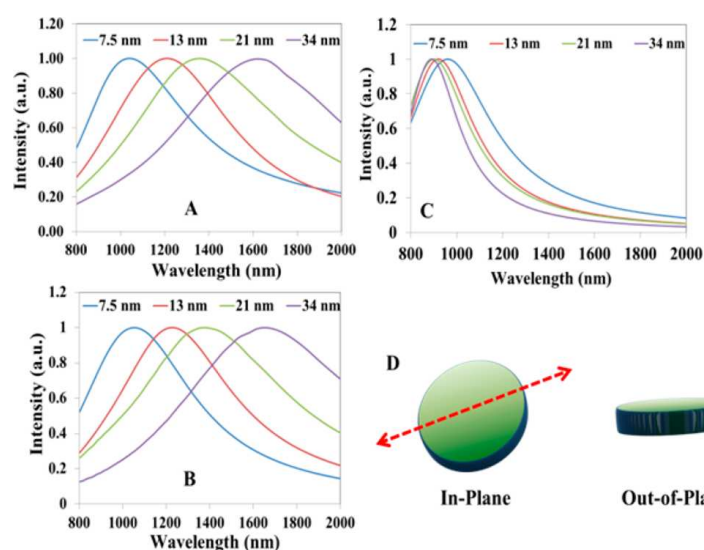 1.20
1.00
0.80
0.60
0.40
0.20
0.00
Intensity (a.u.)
7.5 nm 13 nm 21 nm 34 nm
A
800 1000 1200 1400 1600 1800 2000
Wavelength (nm)
1.2
1
0.8
0.6
0.4
0.2
0
Intensity (a.u.)
7.5 nm 13 nm 21 nm 34 nm
C
800 1000 1200 1400 1600 1800 2000
Wavelength (nm)
1.2
1
0.8
0.6
0.4
0.2
0
Intensity (a.u.)
7.5 nm 13 nm 21 nm 34 nm
B
800 1000 1200 1400 1600 1800 2000
Wavelength (nm)
D
In-Plane
Out-of-Pla